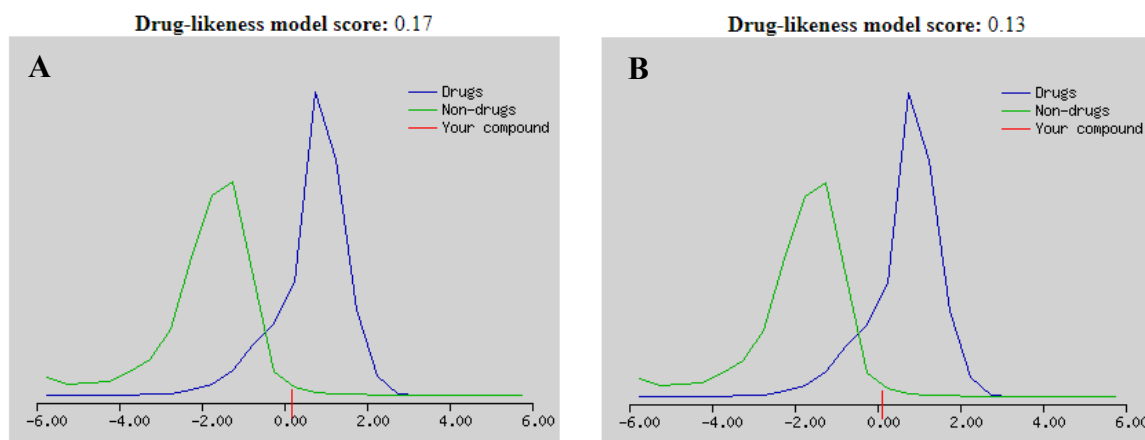 Drug-likeness model score: 0.17
A
Drugs
Non-drugs
Your compound
-6.00 -4.00 -2.00 0.00 2.00 4.00 6.00
Drug-likeness model score: 0.13
B
Drugs
Non-drugs
Your compound
-6.00 -4.00 -2.00 0.00 2.00 4.00 6.00